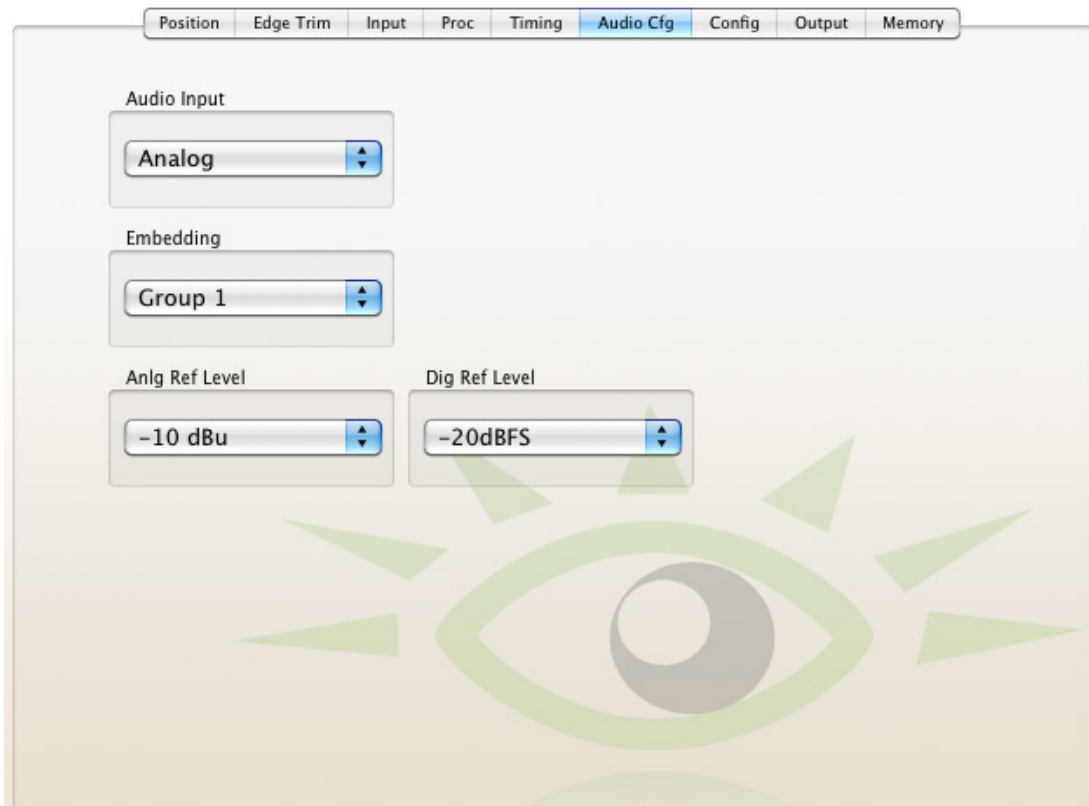 Position Edge Trim Input Proc Timing Audio Cfg Config Output Memory
Audio Input
Analog
Embedding
Group 1
Anlg Ref Level Dig Ref Level
-10 dBu -20dBFS